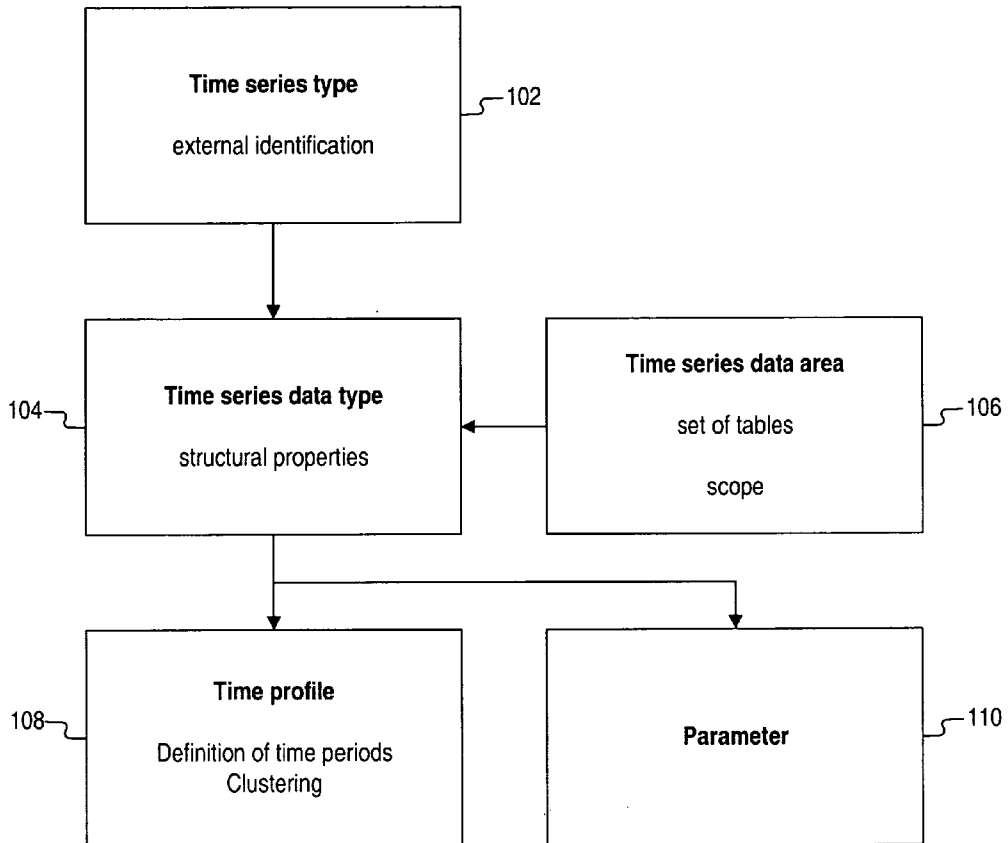 Time series type
external identification
102
Time series data type
structural properties
104
Time series data area
set of tables
scope
106
Time profile
Definition of time periods
Clustering
108
Parameter
110